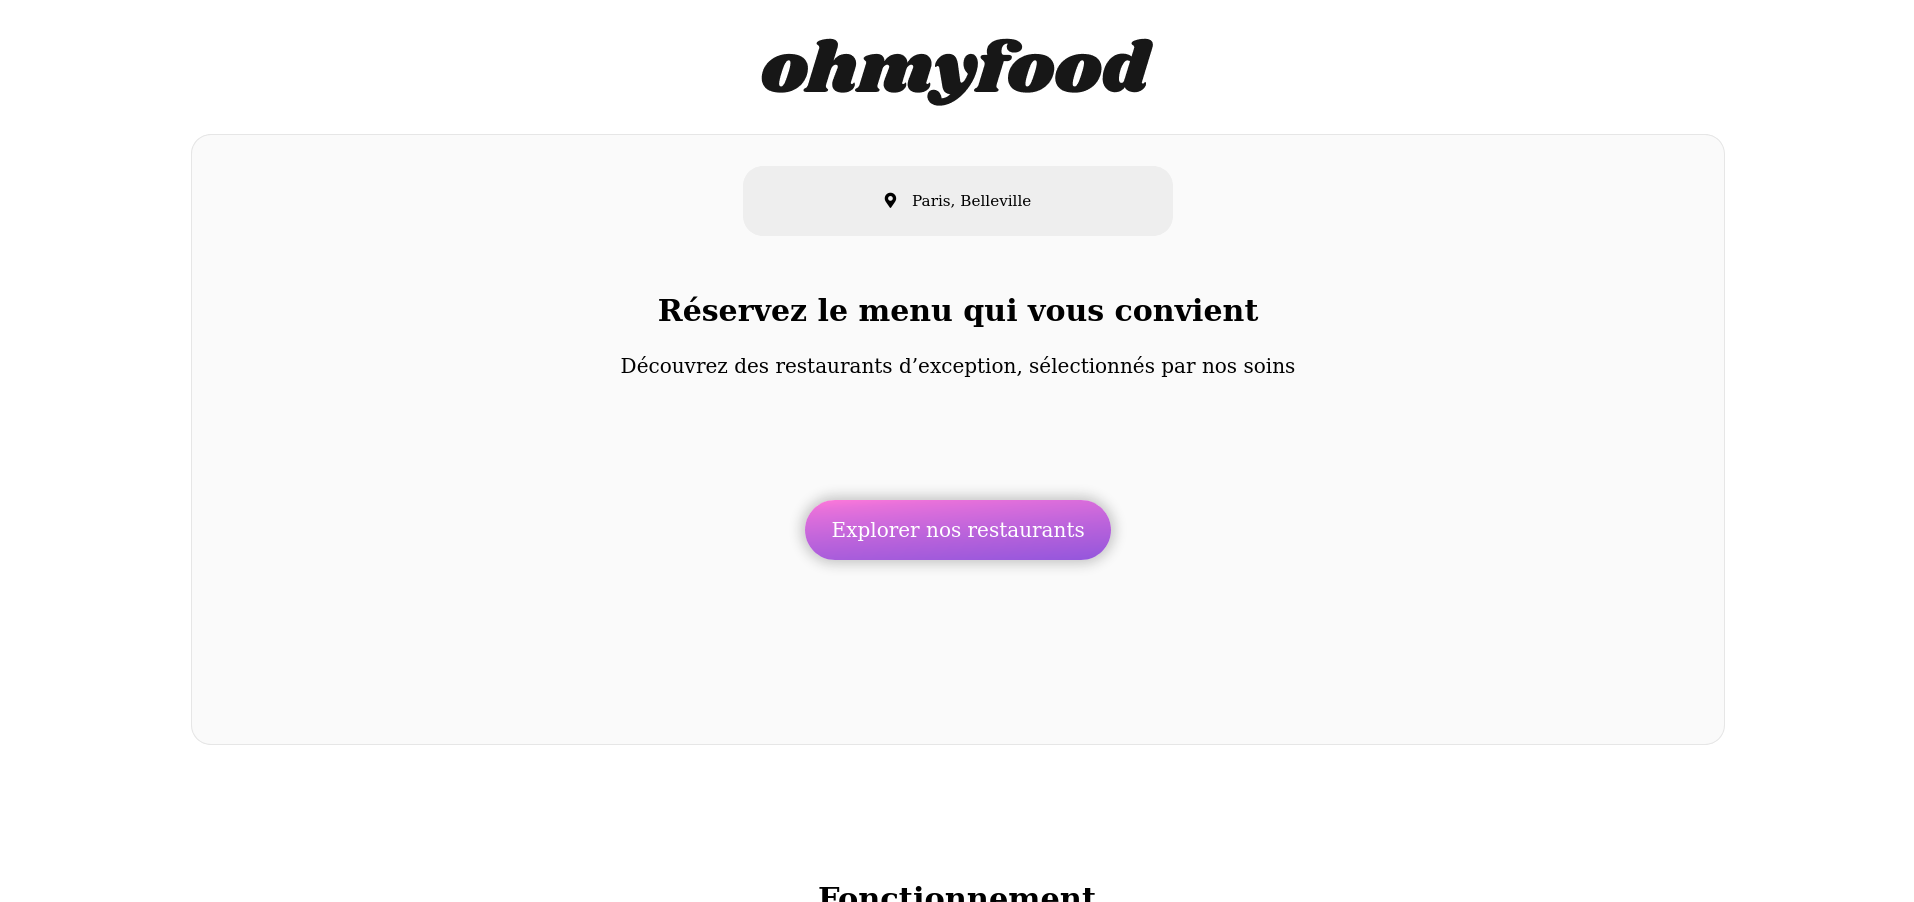 ohmyfood
Paris, Belleville
Réservez le menu qui vous convient
Découvrez des restaurants d’exception, sélectionnés par nos soins
Explorer nos restaurants
Fonctionnement